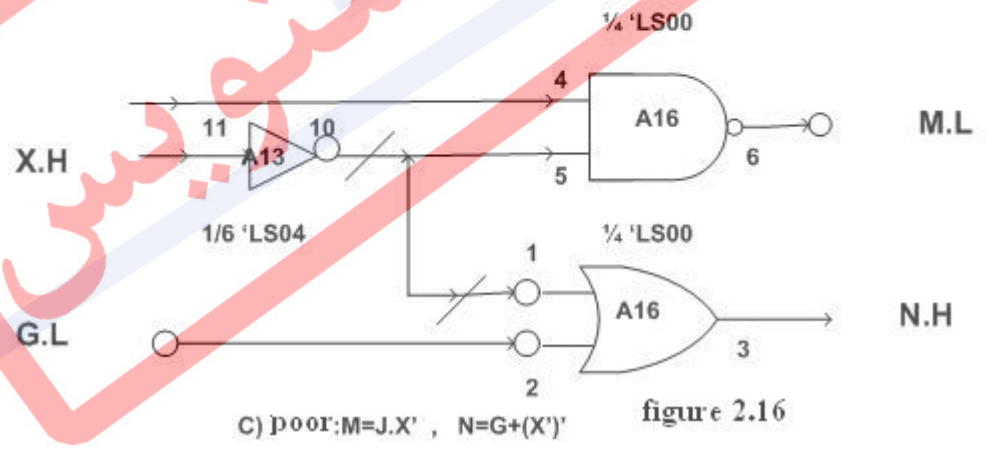 ¼ ‘LS00
4
A16
M.L
11
10
X.H
A13
5
6
1/6 ‘LS04
¼ ‘LS00
1
A16
N.H
G.L
3
2
C) poor:M=J.X’ , N=G+(X’)’
figure 2.16